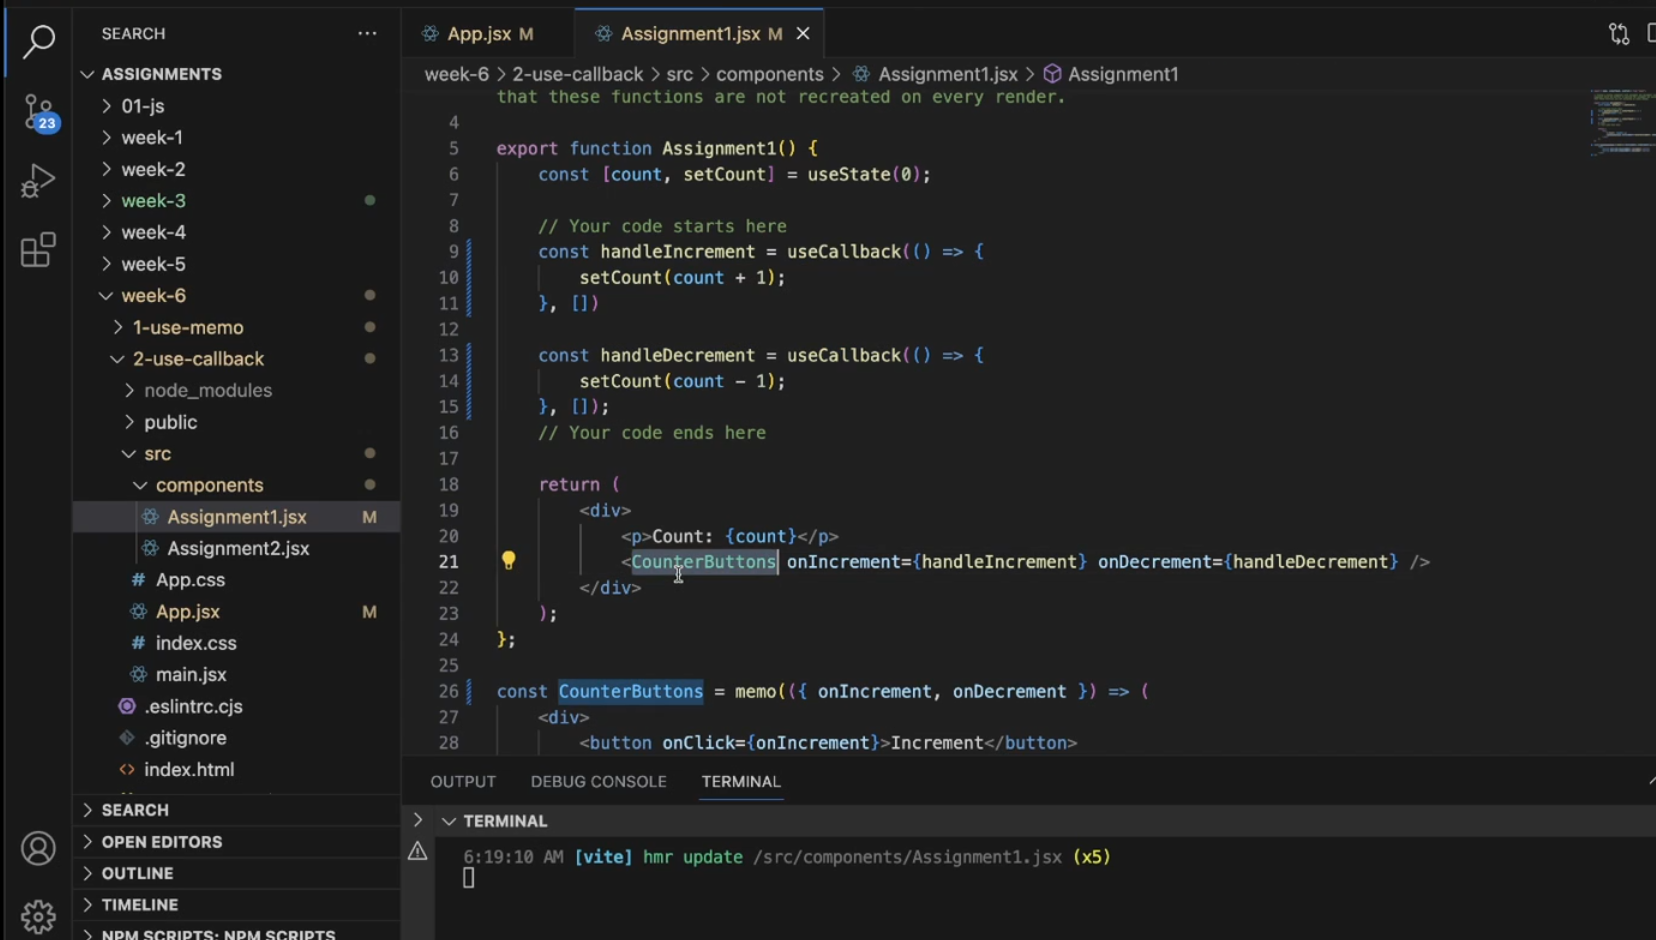 SEARCH
ASSIGNMENTS
01-js
week-1
week-2
week-3
week-4
week-5
week-6
1-use-memo
2-use-callback
node_modules
public
src
components
Assignment1.jsx M
Assignment2.jsx
# App.css
App.jsx M
# index.css
main.jsx
.eslintrc.cjs
.gitignore
<> index.html
SEARCH
OPEN EDITORS
OUTLINE
TIMELINE
NPM SCRIPTS: NPM SCRIPTS
23
App.jsx M
Assignment1.jsx M
week-6 > 2-use-callback > src > components > Assignment1.jsx > Assignment1
that these functions are not recreated on every render.
4
5 export function Assignment1() {
6 const [count, setCount] = useState(0);
7
8 // Your code starts here
9 const handleIncrement = useCallback(() => {
10 setCount(count + 1);
11 }, [])
12
13 const handleDecrement = useCallback(() => {
14 setCount(count - 1);
15 }, []);
16 // Your code ends here
17
18 return (
19 <div>
20 <p>Count: {count}</p>
21 <CounterButtons onIncrement={handleIncrement} onDecrement={handleDecrement} />
22 </div>
23 );
24 };
25
26 const CounterButtons = memo(({ onIncrement, onDecrement }) => (
27 <div>
28 <button onClick={onIncrement}>Increment</button>
OUTPUT DEBUG CONSOLE TERMINAL
TERMINAL
6:19:10 AM [vite] hmr update /src/components/Assignment1.jsx (x5)